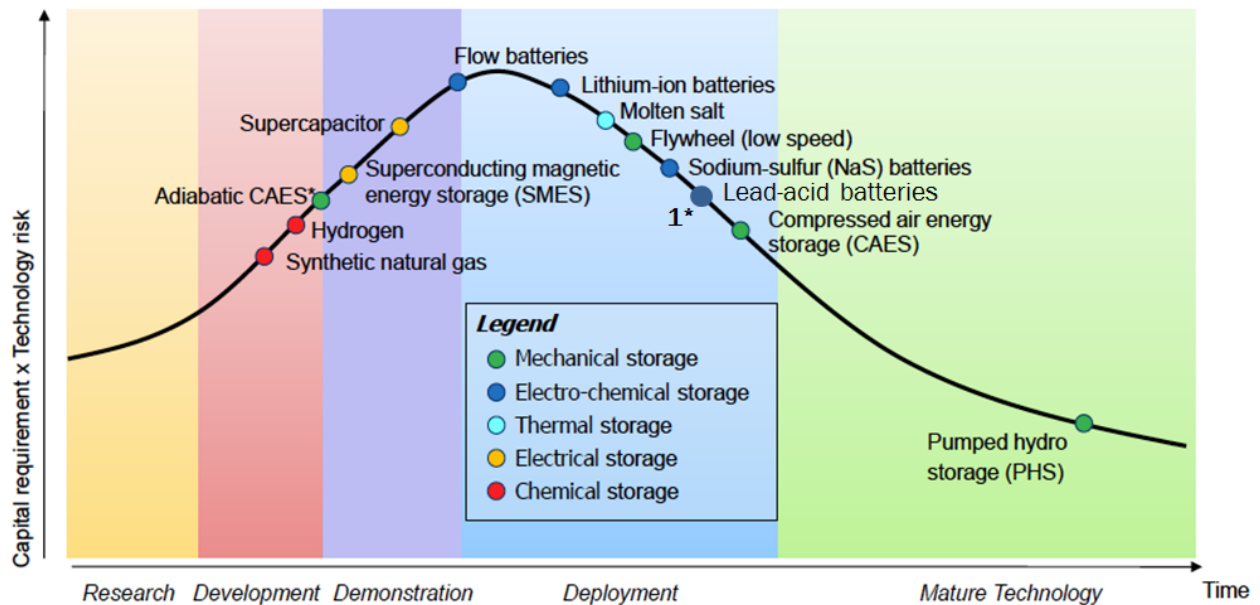 Capital requirement x Technology risk
Flow batteries
Lithium-ion batteries
Molten salt
Supercapacitor
Flywheel (low speed)
Superconducting magnetic
energy storage (SMES)
Sodium-sulfur (NaS) batteries
Adiabatic CAES*
Lead-acid batteries
1*
Hydrogen
Compressed air energy
storage (CAES)
Synthetic natural gas
Legend
Mechanical storage
Electro-chemical storage
Thermal storage
Electrical storage
Chemical storage
Pumped hydro
storage (PHS)
Research
Development
Demonstration
Deployment
Mature Technology
Time